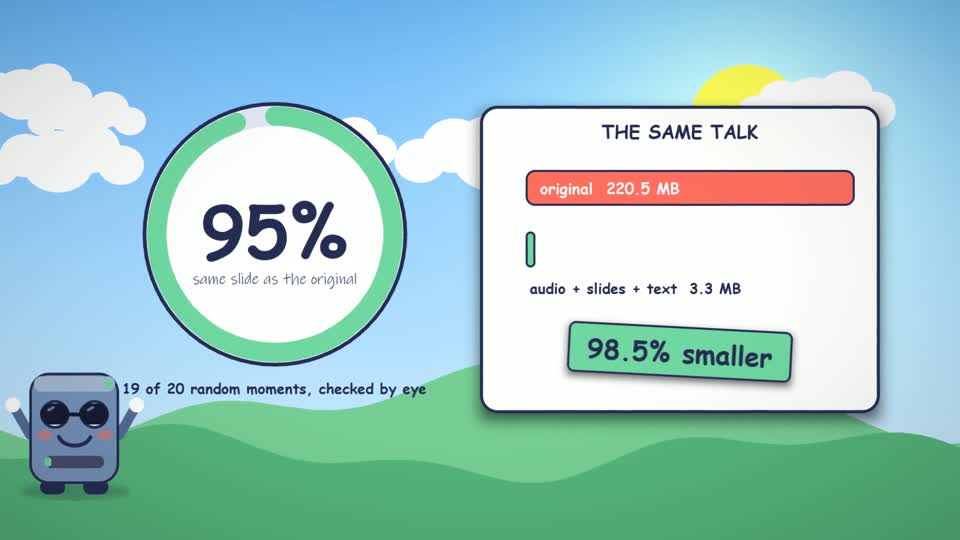 95%
same slide as the original
19 of 20 random moments, checked by eye
THE SAME TALK
original 220.5 MB
audio + slides + text 3.3 MB
98.5% smaller